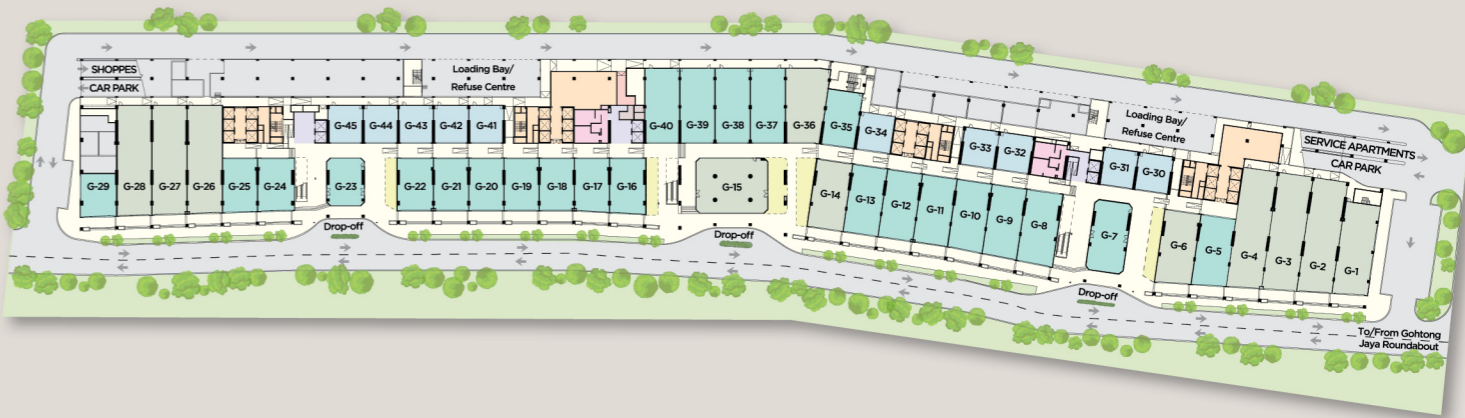 SHOPPES
CAR PARK
Loading Bay/
Refuse Centre
G-45
G-44
G-43
G-42
G-41
G-40
G-39
G-38
G-37
G-36
G-35
G-34
G-33
G-32
G-31
G-30
Loading Bay/
Refuse Centre
SERVICE APARTMENTS
CAR PARK
G-29
G-28
G-27
G-26
G-25
G-24
G-23
G-22
G-21
G-20
G-19
G-18
G-17
G-16
G-15
G-14
G-13
G-12
G-11
G-10
G-9
G-8
G-7
G-6
G-5
G-4
G-3
G-2
G-1
Drop-off
Drop-off
Drop-off
To/From Gohtong
Jaya Roundabout